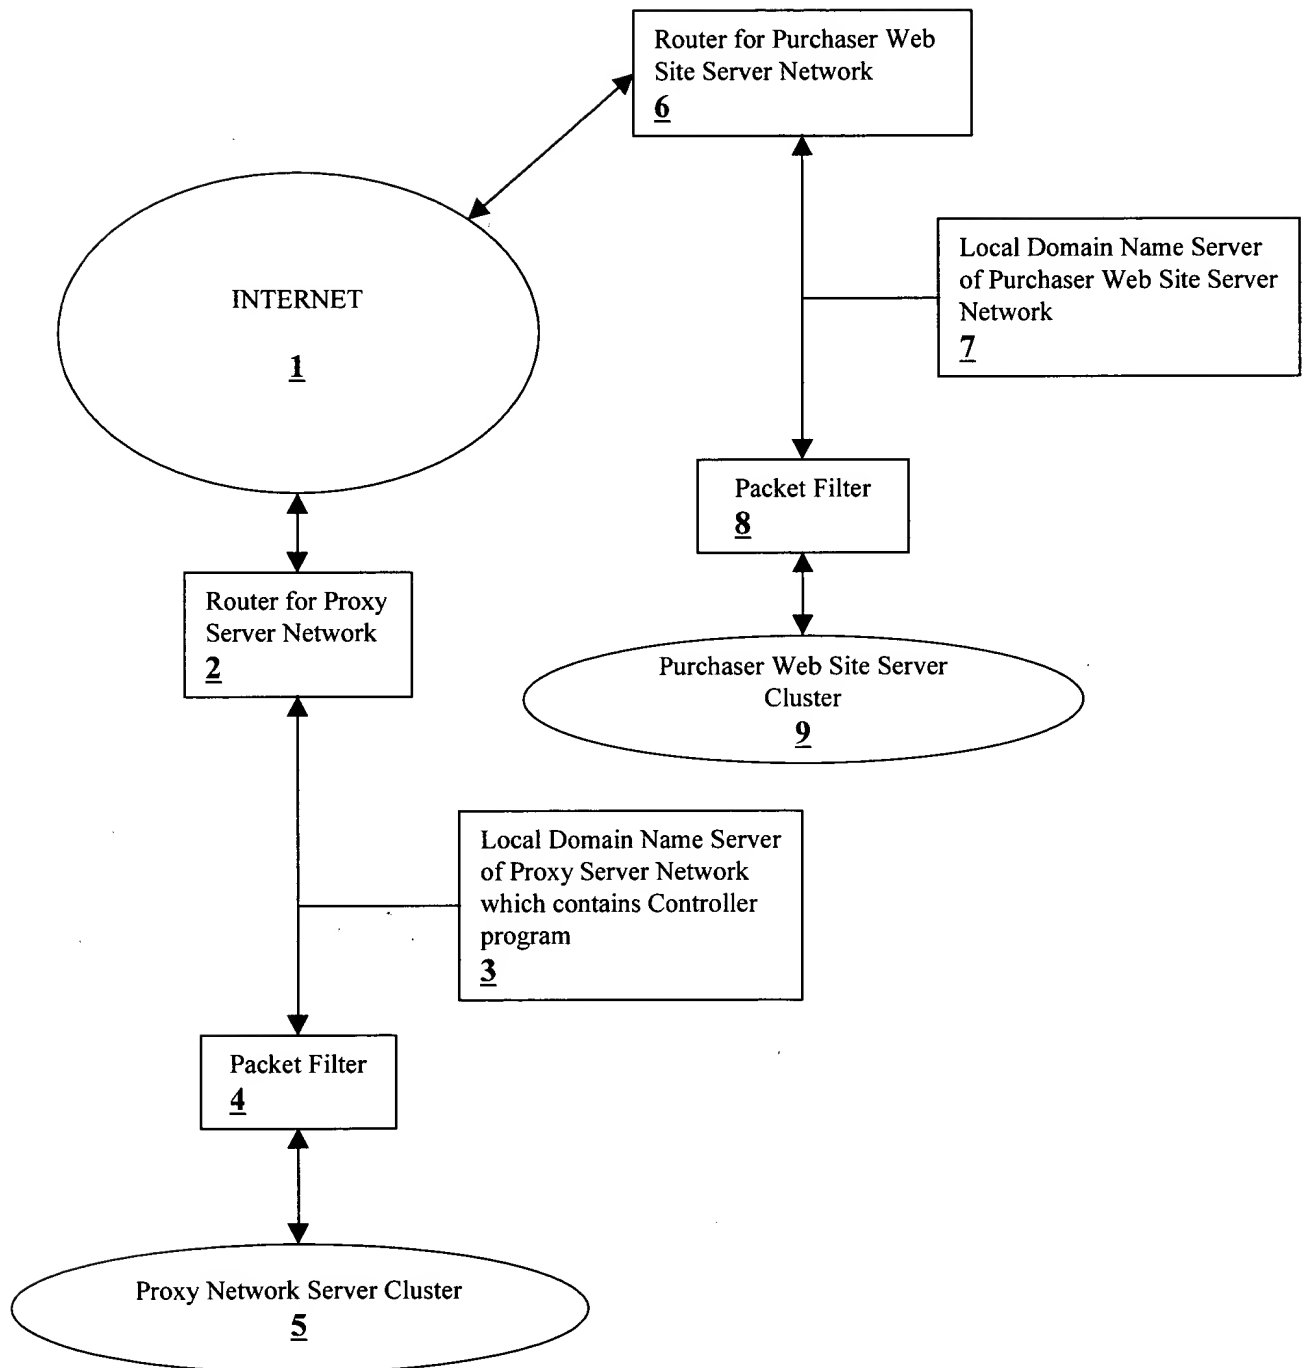 Router for Purchaser Web
Site Server Network
6
INTERNET
1
Local Domain Name Server
of Purchaser Web Site Server
Network
7
Packet Filter
8
Router for Proxy
Server Network
2
Purchaser Web Site Server
Cluster
9
Local Domain Name Server
of Proxy Server Network
which contains Controller
program
3
Packet Filter
4
Proxy Network Server Cluster
5